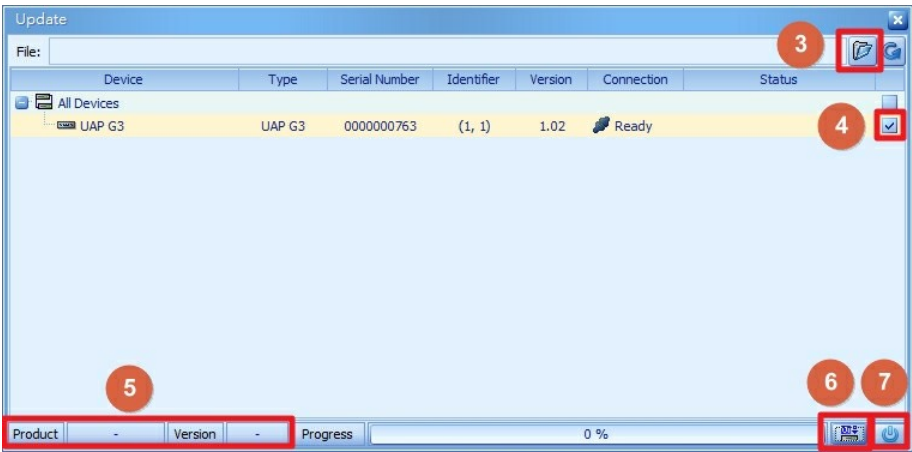 Update
File: 3
Device Type Serial Number Identifier Version Connection Status
All Devices
UAP G3 UAP G3 0000000763 (1, 1) 1.02 Ready 4
5 6 7
Product - Version - Progress 0 %